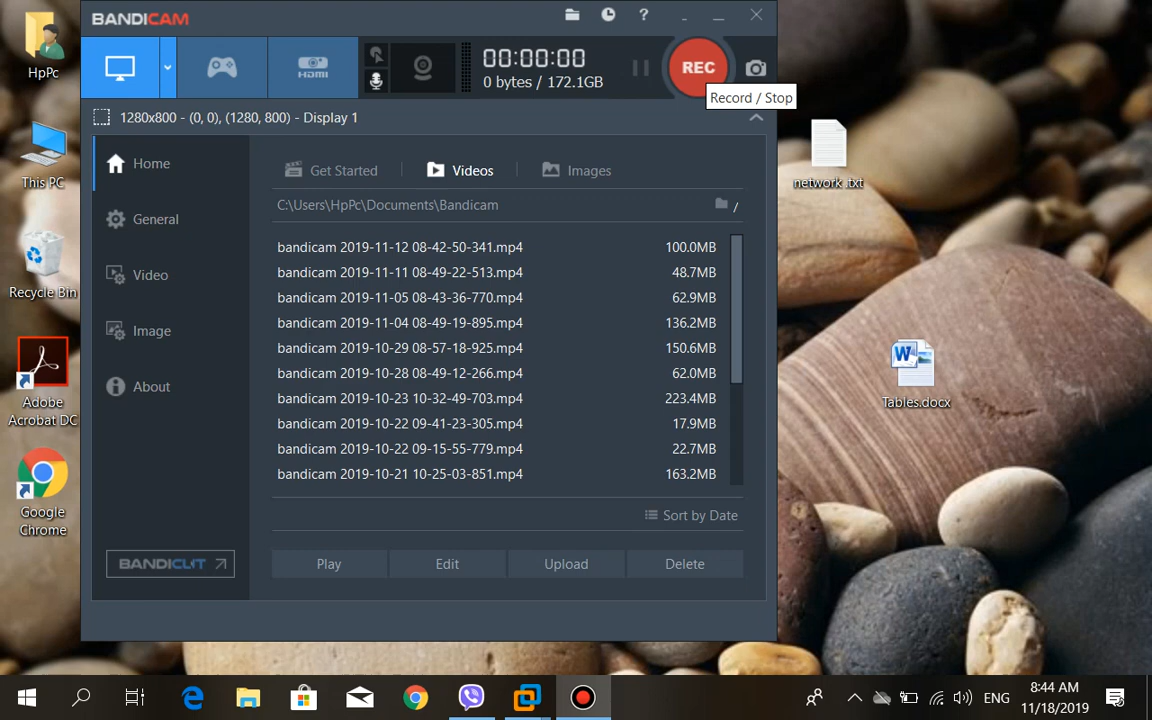 HpPc
This PC
Recycle Bin
Adobe
Acrobat DC
Google
Chrome
BANDICAM
?
HDMI
00:00:00
0 bytes / 172.1GB
REC
Record / Stop
1280x800 - (0, 0), (1280, 800) - Display 1
Home
General
Video
Image
About
BANDICUT
Get Started
Videos
Images
C:\Users\HpPc\Documents\Bandicam
/
bandicam 2019-11-12 08-42-50-341.mp4 100.0MB
bandicam 2019-11-11 08-49-22-513.mp4 48.7MB
bandicam 2019-11-05 08-43-36-770.mp4 62.9MB
bandicam 2019-11-04 08-49-19-895.mp4 136.2MB
bandicam 2019-10-29 08-57-18-925.mp4 150.6MB
bandicam 2019-10-28 08-49-12-266.mp4 62.0MB
bandicam 2019-10-23 10-32-49-703.mp4 223.4MB
bandicam 2019-10-22 09-41-23-305.mp4 17.9MB
bandicam 2019-10-22 09-15-55-779.mp4 22.7MB
bandicam 2019-10-21 10-25-03-851.mp4 163.2MB
Sort by Date
Play
Edit
Upload
Delete
network .txt
Tables.docx
ENG
8:44 AM
11/18/2019